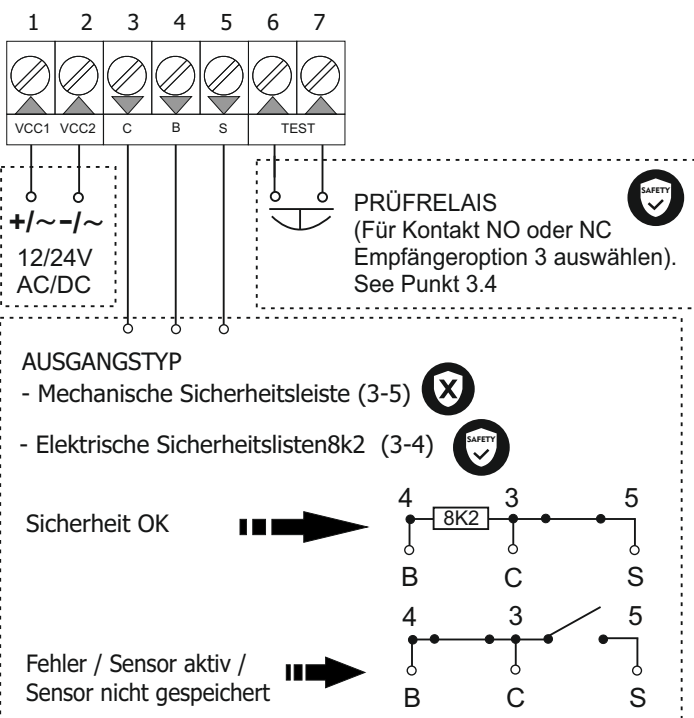 1 2 3 4 5 6 7
VCC1 VCC2 C B S TEST
+/~ -/~
12/24V
AC/DC
PRÜFRELAIS
(Für Kontakt NO oder NC
Empfängeroption 3 auswählen).
See Punkt 3.4
SAFETY
AUSGANGSTYP
- Mechanische Sicherheitsleiste (3-5)
X
- Elektrische Sicherheitslisten8k2 (3-4)
SAFETY
Sicherheit OK
4 3 5
8K2
B C S
Fehler / Sensor aktiv /
Sensor nicht gespeichert
4 3 5
B C S